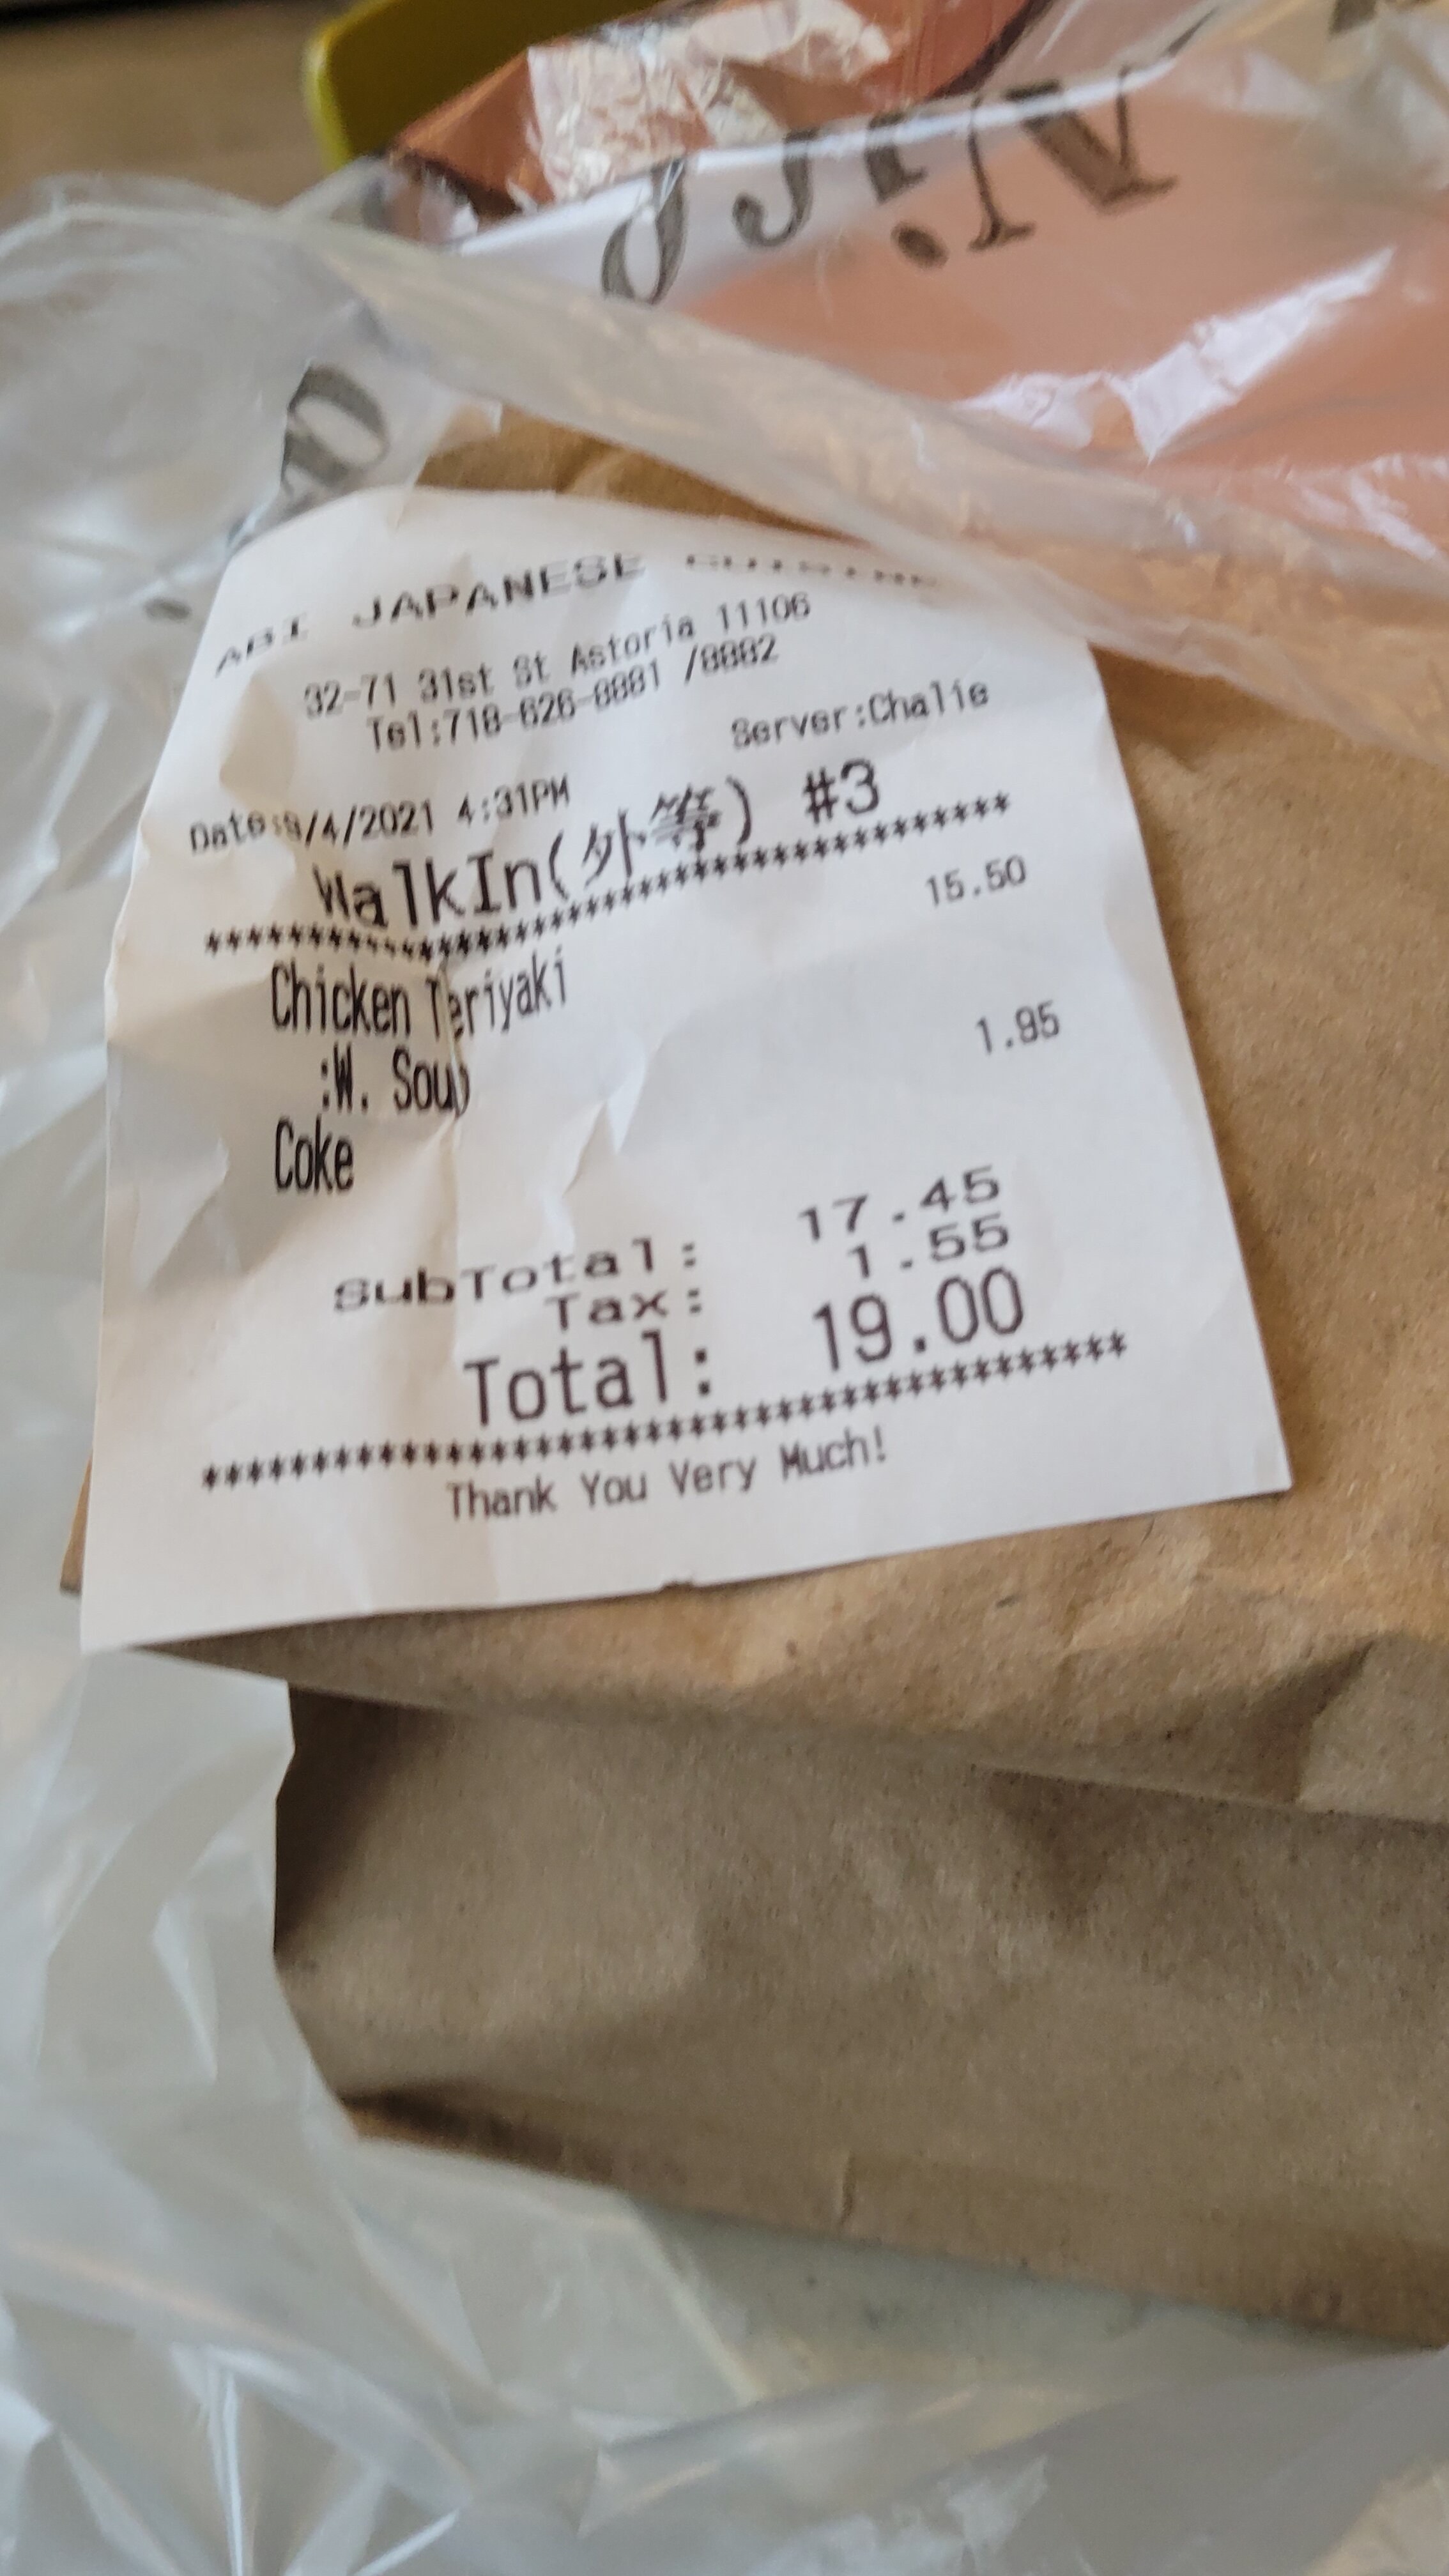 ABI JAPANESE CUISINE
32-71 31st St Astoria 11106
Tel:718-626-8881 /8882
Server:Chalie
Date:9/4/2021 4:31PM
WalkIn(外等) #3
***********************************
Chicken Teriyaki 15.50
:W. Soup
Coke 1.95
SubTotal: 17.45
Tax: 1.55
Total: 19.00
***********************************
Thank You Very Much!